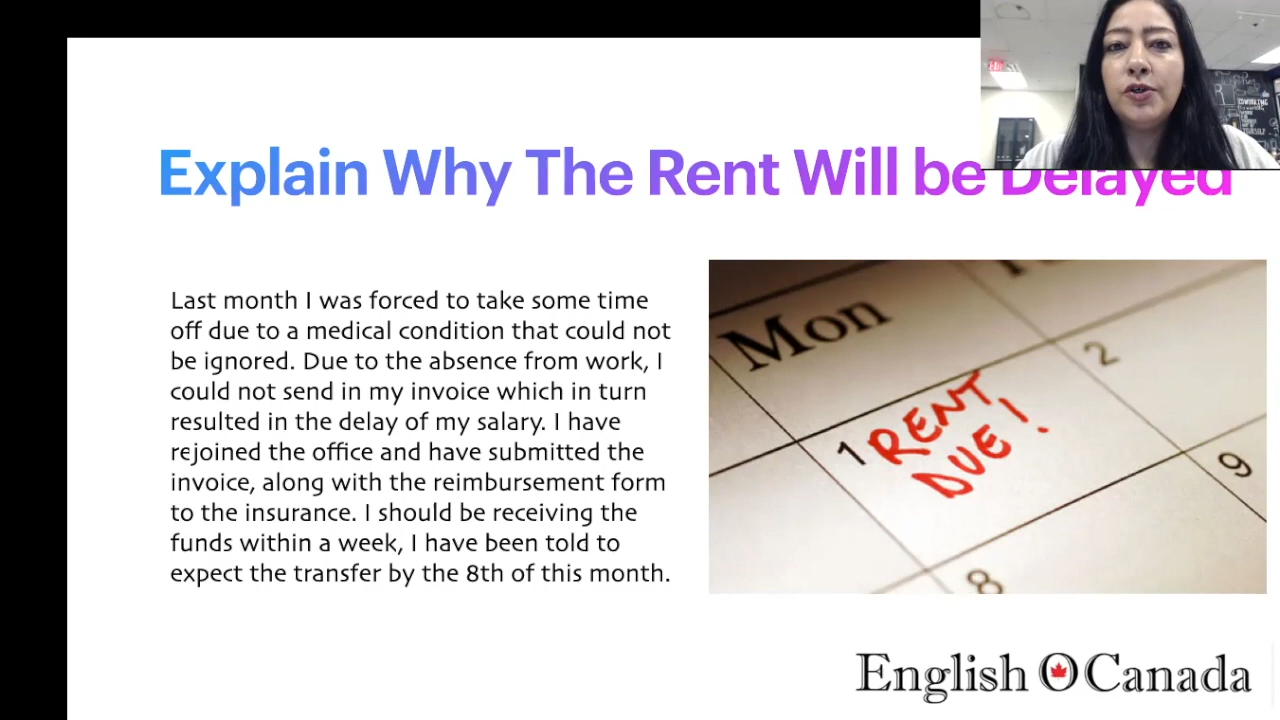 Explain Why The Rent Will be Delayed
Last month I was forced to take some time
off due to a medical condition that could not
be ignored. Due to the absence from work, I
could not send in my invoice which in turn
resulted in the delay of my salary. I have
rejoined the office and have submitted the
invoice, along with the reimbursement form
to the insurance. I should be receiving the
funds within a week, I have been told to
expect the transfer by the 8th of this month.
Mon
1 RENT
DUE!
2
8
9
English Canada